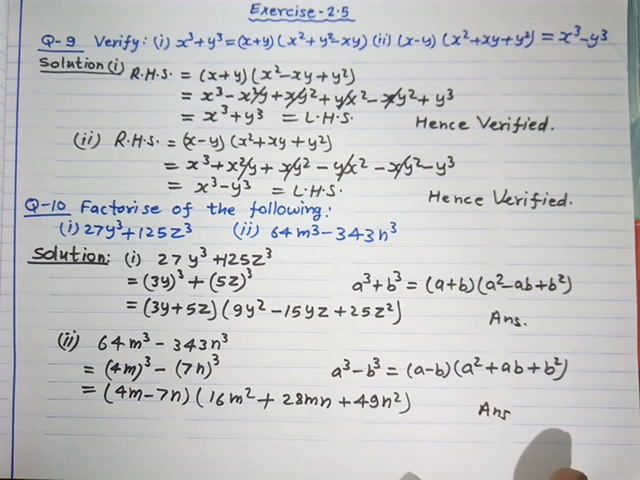 Exercise-2.5
Q-9 Verify: (i) x³+y³=(x+y)(x²+y²-xy) (ii) (x-y)(x²+xy+y²) = x³-y³
Solution(i) R.H.S. = (x+y)(x²-xy+y²)
= x³-x²y+xy²+yx²-xy²+y³
= x³+y³ = L.H.S. Hence Verified.
(ii) R.H.S. = (x-y)(x²+xy+y²)
= x³+x²y+xy²-yx²-xy²-y³
= x³-y³ = L.H.S. Hence Verified.
Q-10 Factorise of the following:
(i) 27y³+125z³ (ii) 64m³-343n³
Solution: (i) 27y³+125z³
= (3y)³+(5z)³ a³+b³=(a+b)(a²-ab+b²)
= (3y+5z)(9y²-15yz+25z²) Ans.
(ii) 64m³-343n³
= (4m)³-(7n)³ a³-b³=(a-b)(a²+ab+b²)
= (4m-7n)(16m²+28mn+49n²) Ans